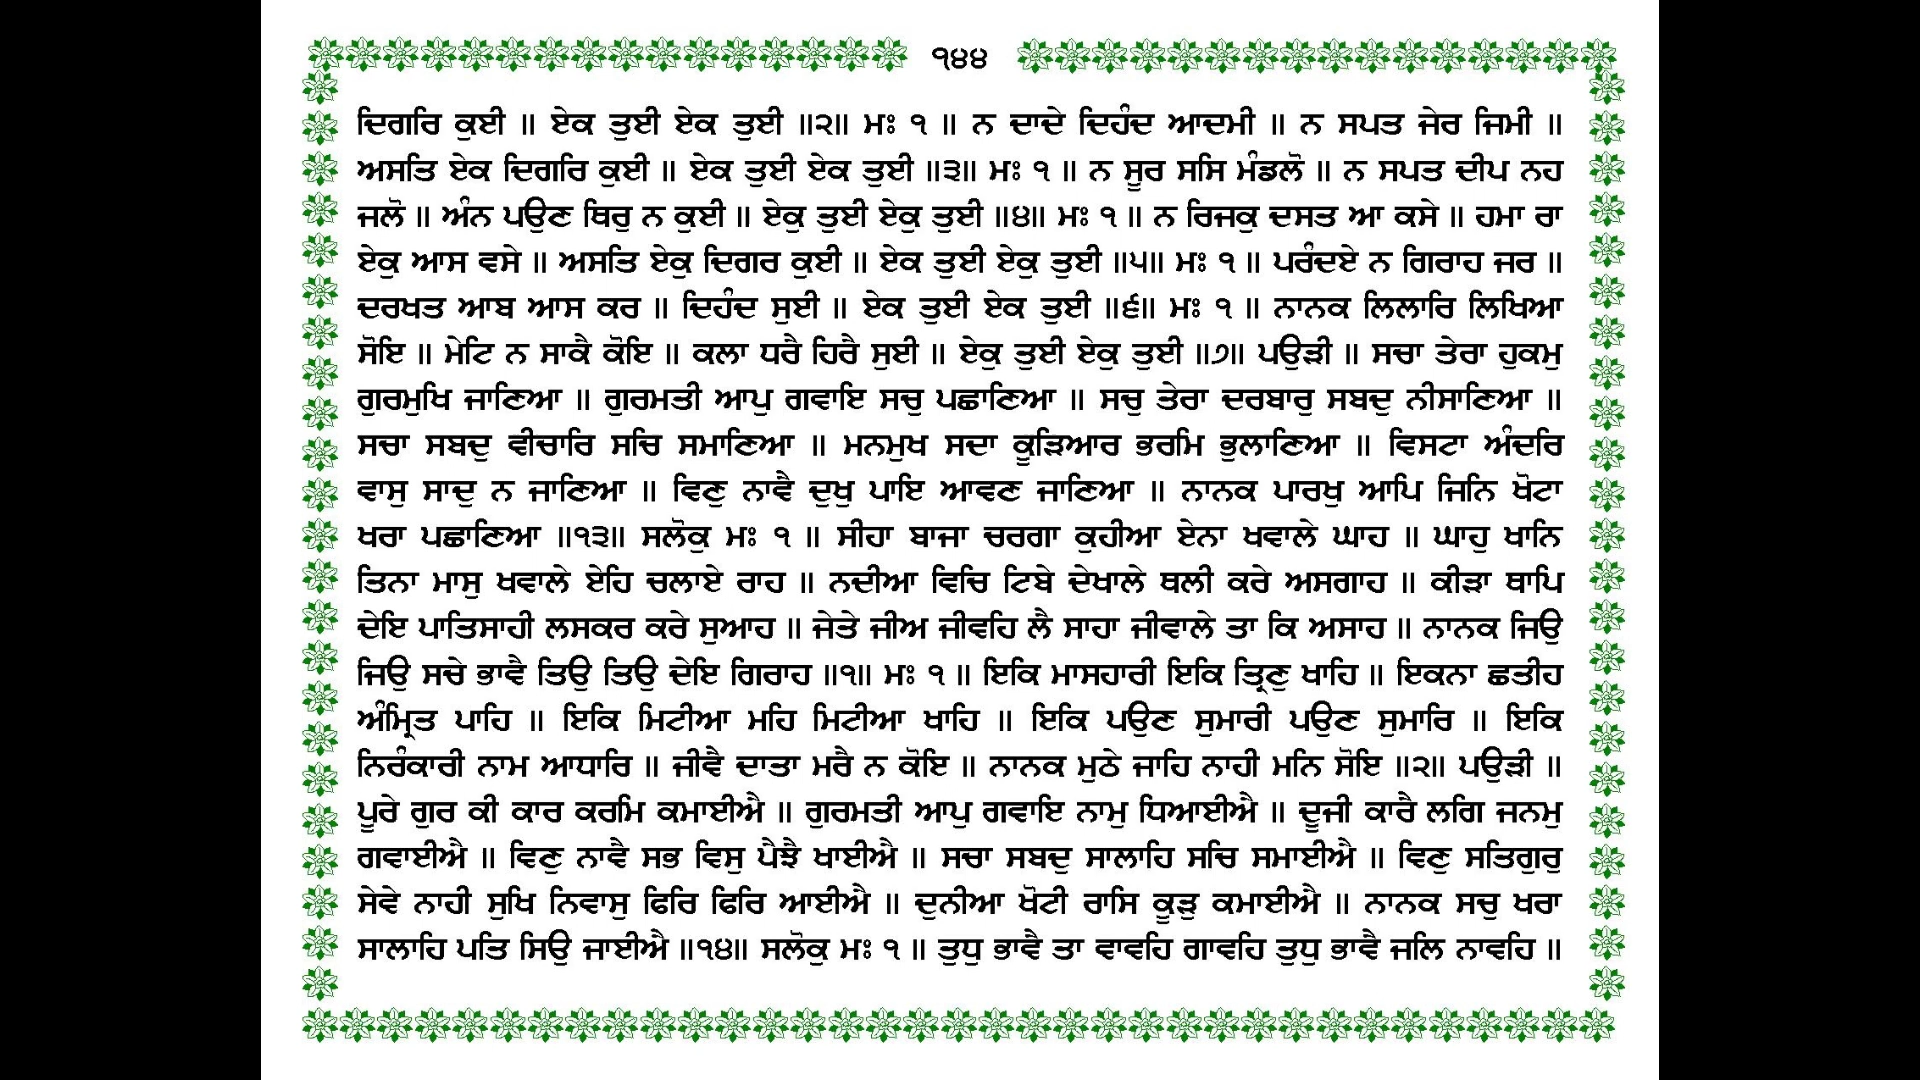 ੧੪੪
ਦਿਗਰਿ ਕੁਈ ॥ ਏਕ ਤੁਈ ਏਕ ਤੁਈ ॥੨॥ ਮਃ ੧ ॥ ਨ ਦਾਦੇ ਦਿਹੰਦ ਆਦਮੀ ॥ ਨ ਸਪਤ ਜੇਰ ਜਿਮੀ ॥
ਅਸਤਿ ਏਕ ਦਿਗਰਿ ਕੁਈ ॥ ਏਕ ਤੁਈ ਏਕ ਤੁਈ ॥੩॥ ਮਃ ੧ ॥ ਨ ਸੂਰ ਸਸਿ ਮੰਡਲੋ ॥ ਨ ਸਪਤ ਦੀਪ ਨਹ
ਜਲੋ ॥ ਅੰਨ ਪਉਣ ਥਿਰੁ ਨ ਕੁਈ ॥ ਏਕੁ ਤੁਈ ਏਕੁ ਤੁਈ ॥੪॥ ਮਃ ੧ ॥ ਨ ਰਿਜਕੁ ਦਸਤ ਆ ਕਸੇ ॥ ਹਮਾ ਰਾ
ਏਕੁ ਆਸ ਵਸੇ ॥ ਅਸਤਿ ਏਕੁ ਦਿਗਰ ਕੁਈ ॥ ਏਕ ਤੁਈ ਏਕੁ ਤੁਈ ॥੫॥ ਮਃ ੧ ॥ ਪਰੰਦਏ ਨ ਗਿਰਾਹ ਜਰ ॥
ਦਰਖਤ ਆਬ ਆਸ ਕਰ ॥ ਦਿਹੰਦ ਸੁਈ ॥ ਏਕ ਤੁਈ ਏਕ ਤੁਈ ॥੬॥ ਮਃ ੧ ॥ ਨਾਨਕ ਲਿਲਾਰਿ ਲਿਖਿਆ
ਸੋਇ ॥ ਮੇਟਿ ਨ ਸਾਕੈ ਕੋਇ ॥ ਕਲਾ ਧਰੈ ਹਿਰੈ ਸੁਈ ॥ ਏਕੁ ਤੁਈ ਏਕੁ ਤੁਈ ॥੭॥ ਪਉੜੀ ॥ ਸਚਾ ਤੇਰਾ ਹੁਕਮੁ
ਗੁਰਮੁਖਿ ਜਾਣਿਆ ॥ ਗੁਰਮਤੀ ਆਪੁ ਗਵਾਇ ਸਚੁ ਪਛਾਣਿਆ ॥ ਸਚੁ ਤੇਰਾ ਦਰਬਾਰੁ ਸਬਦੁ ਨੀਸਾਣਿਆ ॥
ਸਚਾ ਸਬਦੁ ਵੀਚਾਰਿ ਸਚਿ ਸਮਾਣਿਆ ॥ ਮਨਮੁਖ ਸਦਾ ਕੂੜਿਆਰ ਭਰਮਿ ਭੁਲਾਣਿਆ ॥ ਵਿਸਟਾ ਅੰਦਰਿ
ਵਾਸੁ ਸਾਦੁ ਨ ਜਾਣਿਆ ॥ ਵਿਣੁ ਨਾਵੈ ਦੁਖੁ ਪਾਇ ਆਵਣ ਜਾਣਿਆ ॥ ਨਾਨਕ ਪਾਰਖੁ ਆਪਿ ਜਿਨਿ ਖੋਟਾ
ਖਰਾ ਪਛਾਣਿਆ ॥੧੩॥ ਸਲੋਕੁ ਮਃ ੧ ॥ ਸੀਹਾ ਬਾਜਾ ਚਰਗਾ ਕੁਹੀਆ ਏਨਾ ਖਵਾਲੇ ਘਾਹ ॥ ਘਾਹੁ ਖਾਨਿ
ਤਿਨਾ ਮਾਸੁ ਖਵਾਲੇ ਏਹਿ ਚਲਾਏ ਰਾਹ ॥ ਨਦੀਆ ਵਿਚਿ ਟਿਬੇ ਦੇਖਾਲੇ ਥਲੀ ਕਰੇ ਅਸਗਾਹ ॥ ਕੀੜਾ ਥਾਪਿ
ਦੇਇ ਪਾਤਿਸਾਹੀ ਲਸਕਰ ਕਰੇ ਸੁਆਹ ॥ ਜੇਤੇ ਜੀਅ ਜੀਵਹਿ ਲੈ ਸਾਹਾ ਜੀਵਾਲੇ ਤਾ ਕਿ ਅਸਾਹ ॥ ਨਾਨਕ ਜਿਉ
ਜਿਉ ਸਚੇ ਭਾਵੈ ਤਿਉ ਤਿਉ ਦੇਇ ਗਿਰਾਹ ॥੧॥ ਮਃ ੧ ॥ ਇਕਿ ਮਾਸਹਾਰੀ ਇਕਿ ਤ੍ਰਿਣੁ ਖਾਹਿ ॥ ਇਕਨਾ ਛਤੀਹ
ਅੰਮ੍ਰਿਤ ਪਾਹਿ ॥ ਇਕਿ ਮਿਟੀਆ ਮਹਿ ਮਿਟੀਆ ਖਾਹਿ ॥ ਇਕਿ ਪਉਣ ਸੁਮਾਰੀ ਪਉਣ ਸੁਮਾਰਿ ॥ ਇਕਿ
ਨਿਰੰਕਾਰੀ ਨਾਮ ਆਧਾਰਿ ॥ ਜੀਵੈ ਦਾਤਾ ਮਰੈ ਨ ਕੋਇ ॥ ਨਾਨਕ ਮੁਠੇ ਜਾਹਿ ਨਾਹੀ ਮਨਿ ਸੋਇ ॥੨॥ ਪਉੜੀ ॥
ਪੂਰੇ ਗੁਰ ਕੀ ਕਾਰ ਕਰਮਿ ਕਮਾਈਐ ॥ ਗੁਰਮਤੀ ਆਪੁ ਗਵਾਇ ਨਾਮੁ ਧਿਆਈਐ ॥ ਦੂਜੀ ਕਾਰੈ ਲਗਿ ਜਨਮੁ
ਗਵਾਈਐ ॥ ਵਿਣੁ ਨਾਵੈ ਸਭ ਵਿਸੁ ਪੈਝੈ ਖਾਈਐ ॥ ਸਚਾ ਸਬਦੁ ਸਾਲਾਹਿ ਸਚਿ ਸਮਾਈਐ ॥ ਵਿਣੁ ਸਤਿਗੁਰੁ
ਸੇਵੇ ਨਾਹੀ ਸੁਖਿ ਨਿਵਾਸੁ ਫਿਰਿ ਫਿਰਿ ਆਈਐ ॥ ਦੁਨੀਆ ਖੋਟੀ ਰਾਸਿ ਕੂੜੁ ਕਮਾਈਐ ॥ ਨਾਨਕ ਸਚੁ ਖਰਾ
ਸਾਲਾਹਿ ਪਤਿ ਸਿਉ ਜਾਈਐ ॥੧੪॥ ਸਲੋਕੁ ਮਃ ੧ ॥ ਤੁਧੁ ਭਾਵੈ ਤਾ ਵਾਵਹਿ ਗਾਵਹਿ ਤੁਧੁ ਭਾਵੈ ਜਲਿ ਨਾਵਹਿ ॥